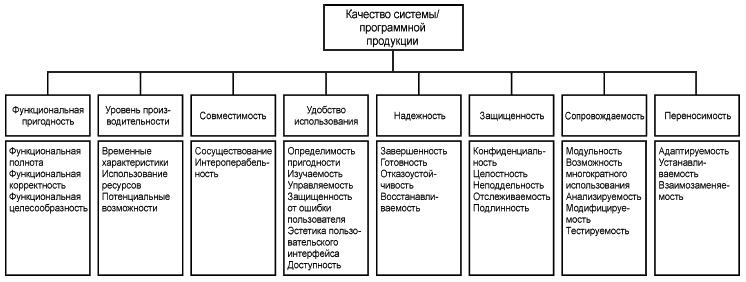 Качество системы/
программной
продукции
Функциональная
пригодность
Уровень произ-
водительности
Совместимость
Удобство
использования
Надежность
Защищенность
Сопровождаемость
Переносимость
Функциональная
полнота
Функциональная
корректность
Функциональная
целесообразность
Временные
характеристики
Использование
ресурсов
Потенциальные
возможности
Сосуществование
Интероперабель-
ность
Определимость
пригодности
Изучаемость
Управляемость
Защищенность
от ошибки
пользователя
Эстетика пользо-
вательского
интерфейса
Доступность
Завершенность
Готовность
Отказоустой-
чивость
Восстанавли-
ваемость
Конфиденциаль-
ность
Целостность
Неподдельность
Отслеживаемость
Подлинность
Модульность
Возможность
многократного
использования
Анализируемость
Модифицируе-
мость
Тестируемость
Адаптируемость
Устанавли-
ваемость
Взаимозаменяе-
мость